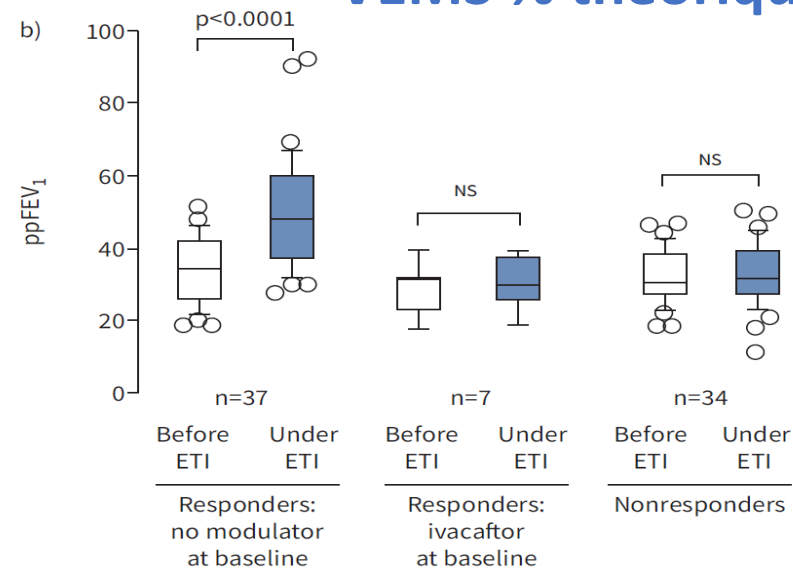 b)
p<0.0001
100
80
60
40
20
0
ppFEV1
NS
NS
n=37
n=7
n=34
Before ETI
Under ETI
Before ETI
Under ETI
Before ETI
Under ETI
Responders:
no modulator
at baseline
Responders:
ivacaftor
at baseline
Nonresponders